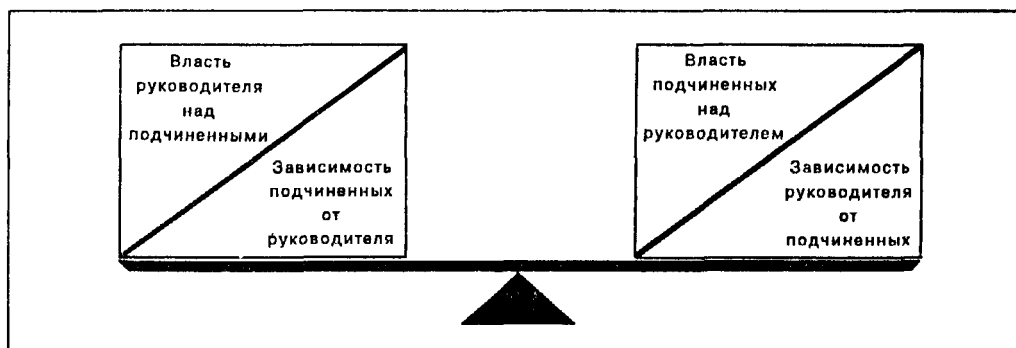 Власть
руководителя
над
подчиненными
Зависимость
подчиненных
от
руководителя
Власть
подчиненных
над
руководителем
Зависимость
руководителя
от
подчиненных